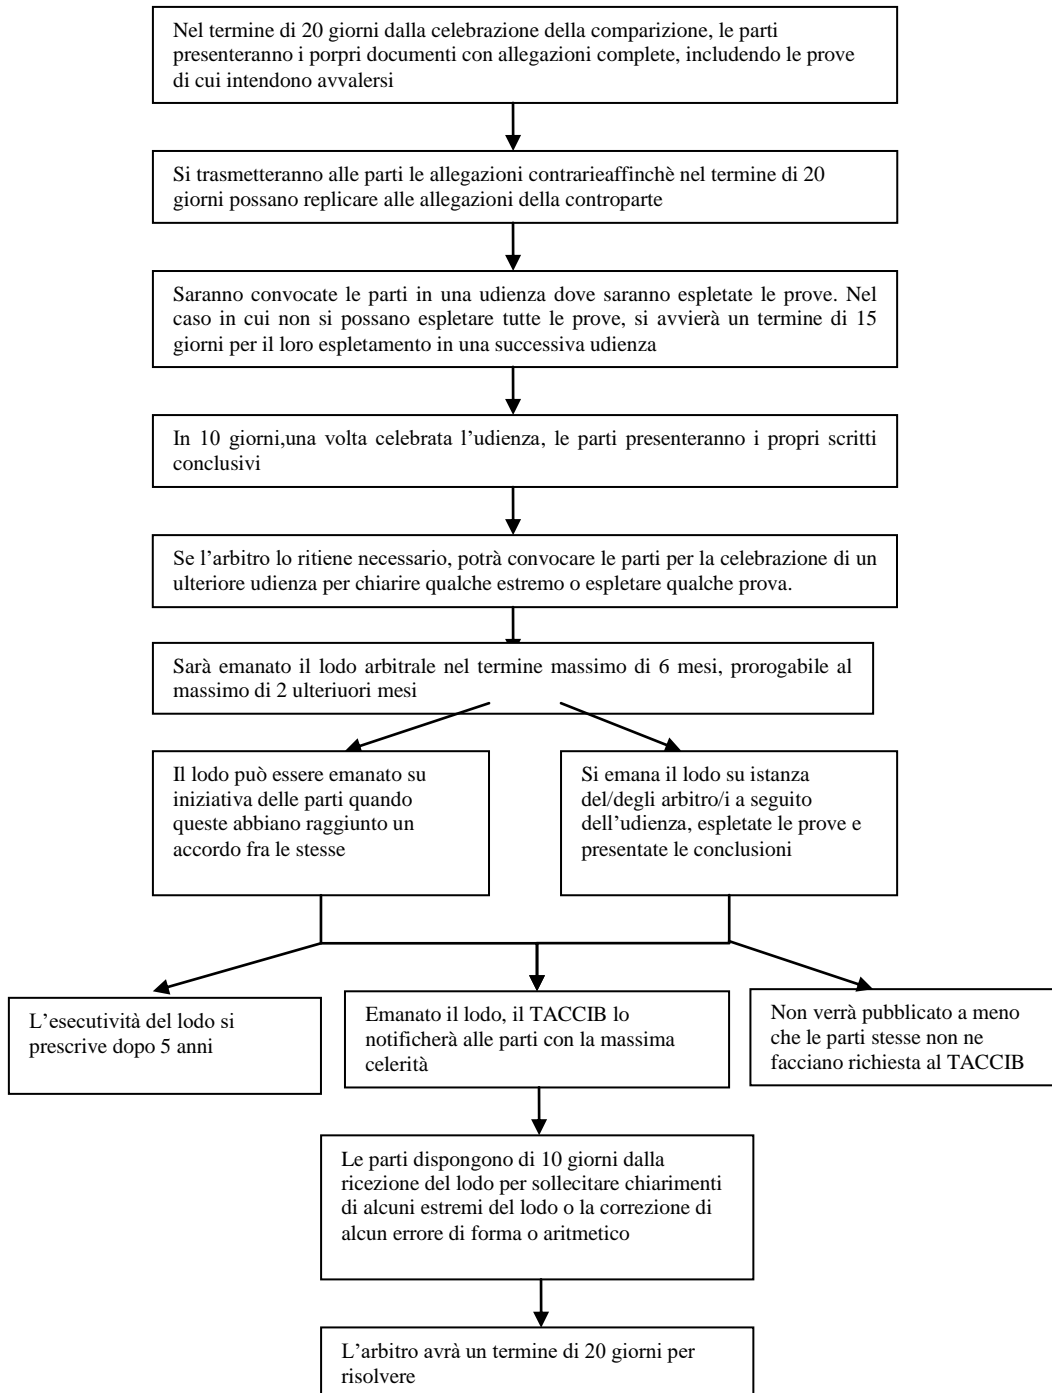 Nel termine di 20 giorni dalla celebrazione della comparizione, le parti
presenteranno i porpri documenti con allegazioni complete, includendo le prove
di cui intendono avvalersi
Si trasmetteranno alle parti le allegazioni contrarieaffinchè nel termine di 20
giorni possano replicare alle allegazioni della controparte
Saranno convocate le parti in una udienza dove saranno espletate le prove. Nel
caso in cui non si possano espletare tutte le prove, si avvierà un termine di 15
giorni per il loro espletamento in una successiva udienza
In 10 giorni,una volta celebrata l’udienza, le parti presenteranno i propri scritti
conclusivi
Se l’arbitro lo ritiene necessario, potrà convocare le parti per la celebrazione di un
ulteriore udienza per chiarire qualche estremo o espletare qualche prova.
Sarà emanato il lodo arbitrale nel termine massimo di 6 mesi, prorogabile al
massimo di 2 ulteriuori mesi
Il lodo può essere emanato su
iniziativa delle parti quando
queste abbiano raggiunto un
accordo fra le stesse
Si emana il lodo su istanza
del/degli arbitro/i a seguito
dell’udienza, espletate le prove e
presentate le conclusioni
L’esecutività del lodo si
prescrive dopo 5 anni
Emanato il lodo, il TACCIB lo
notificherà alle parti con la massima
celerità
Non verrà pubblicato a meno
che le parti stesse non ne
facciano richiesta al TACCIB
Le parti dispongono di 10 giorni dalla
ricezione del lodo per sollecitare chiarimenti
di alcuni estremi del lodo o la correzione di
alcun errore di forma o aritmetico
L’arbitro avrà un termine di 20 giorni per
risolvere